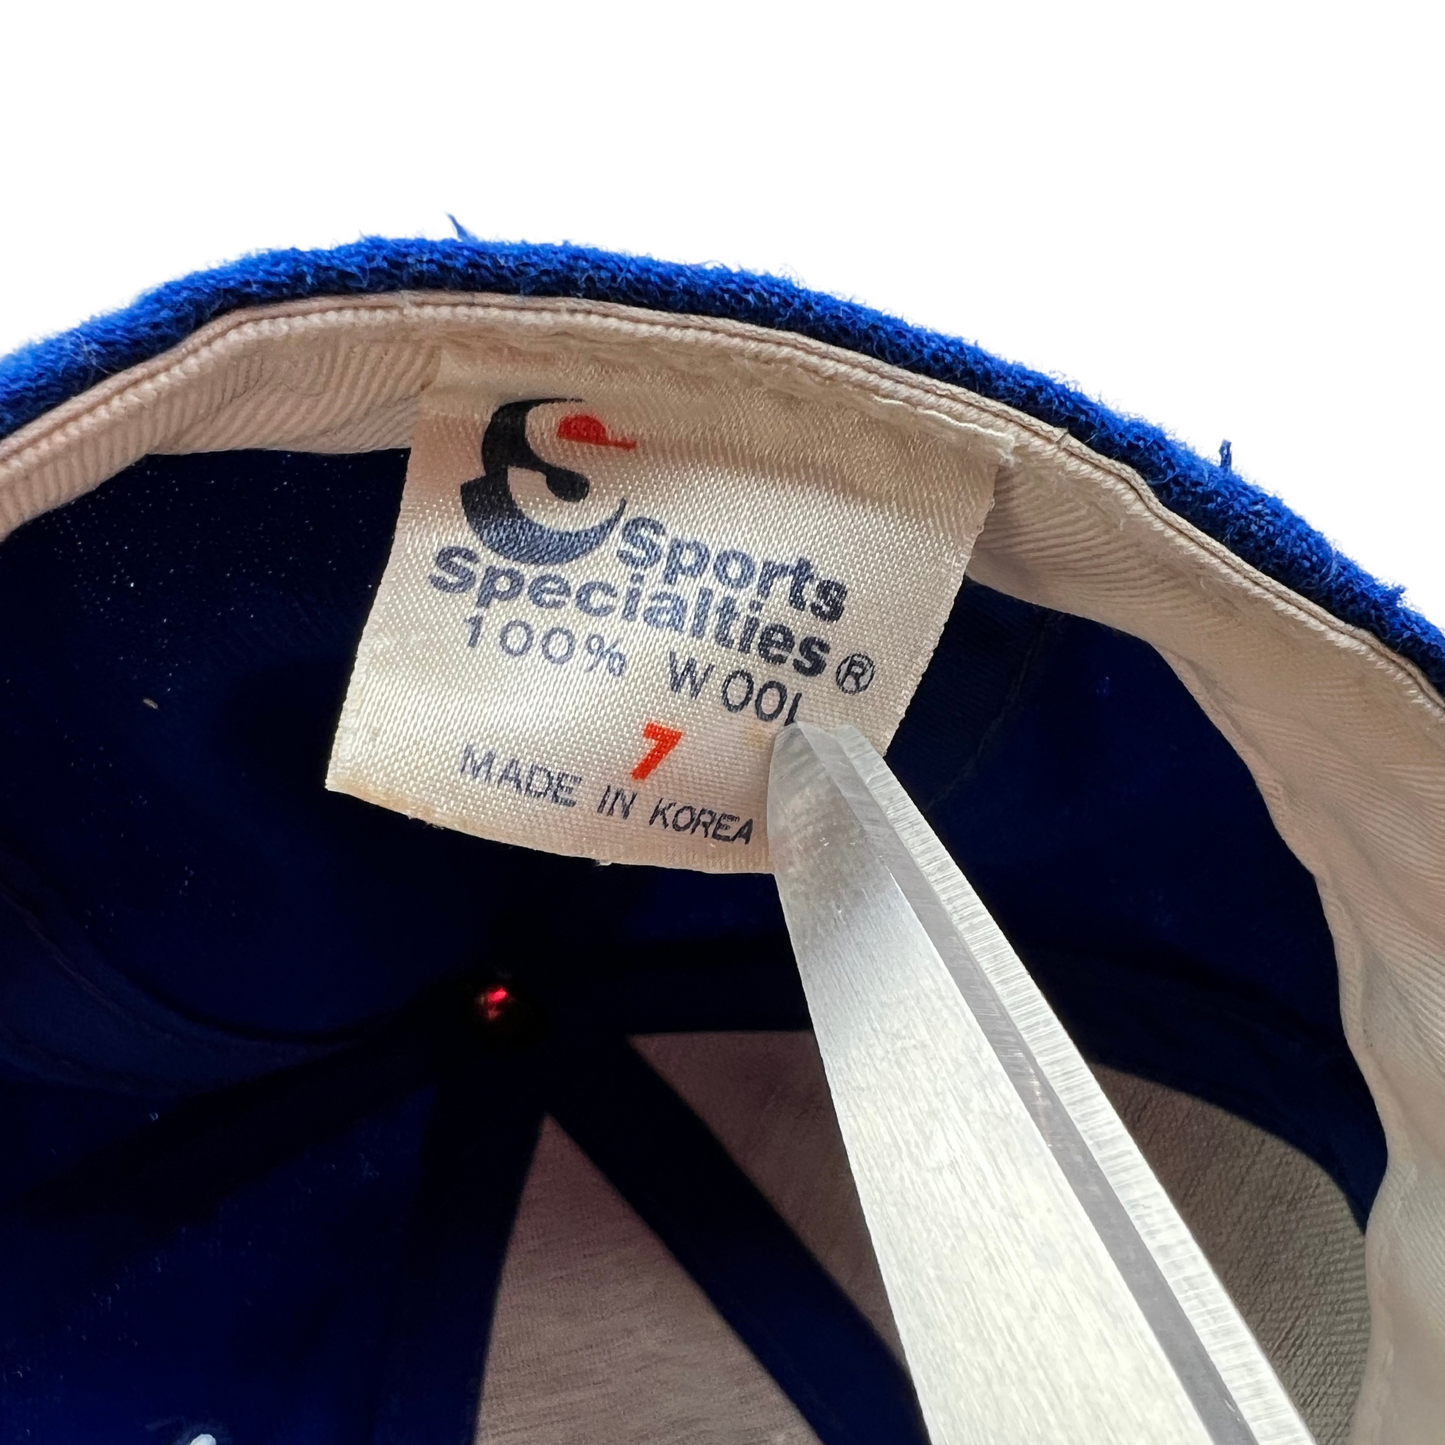 Sports
Specialties®
100% WOOL
7
MADE IN KOREA